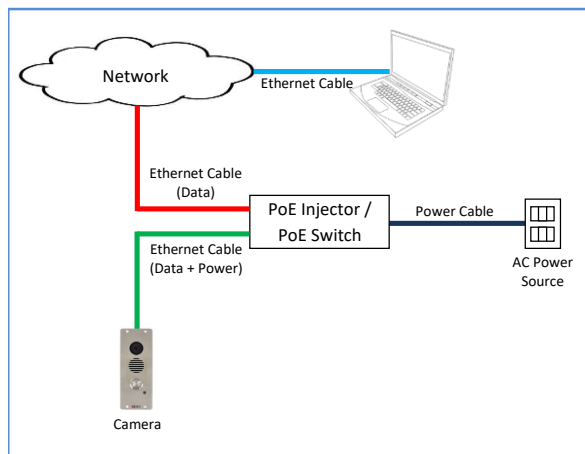 Network
Ethernet Cable
Ethernet Cable
(Data)
PoE Injector /
PoE Switch
Power Cable
Ethernet Cable
(Data + Power)
AC Power
Source
Camera